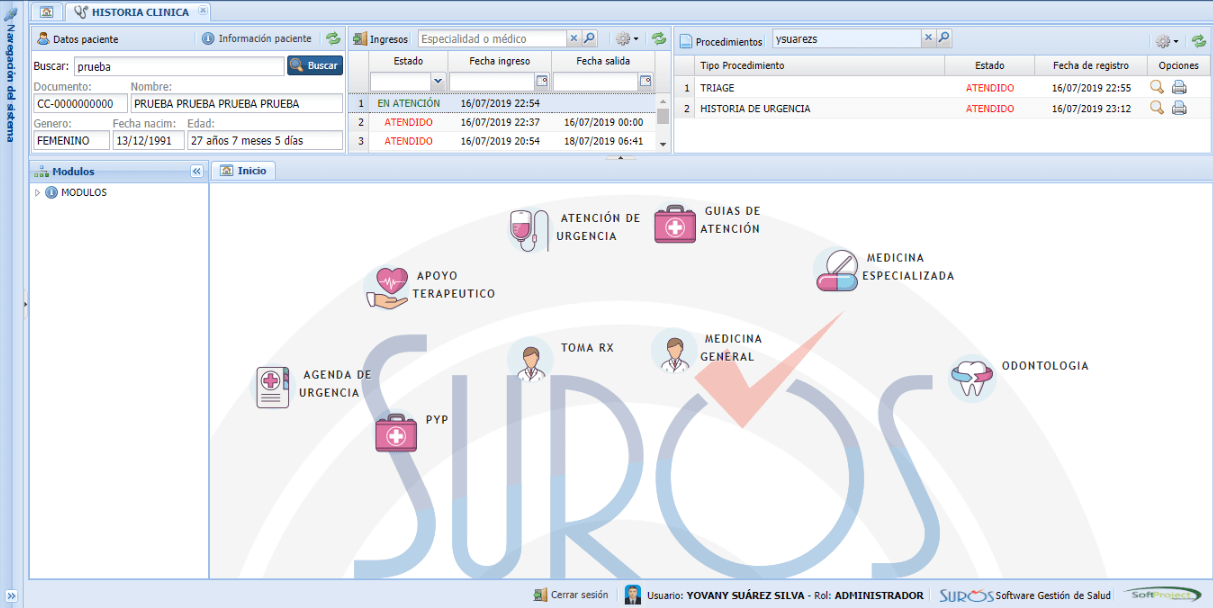 HISTORIA CLINICA
Navegación del sistema
Datos paciente
Información paciente
Buscar: prueba
Buscar
Documento: Nombre:
CC-0000000000 PRUEBA PRUEBA PRUEBA PRUEBA
Genero: Fecha nacim: Edad:
FEMENINO 13/12/1991 27 años 7 meses 5 días
Ingresos Especialidad o médico
Estado Fecha ingreso Fecha salida
1 EN ATENCIÓN 16/07/2019 22:54
2 ATENDIDO 16/07/2019 22:37 16/07/2019 00:00
3 ATENDIDO 16/07/2019 20:54 18/07/2019 06:41
Procedimientos ysuarezs
Tipo Procedimiento Estado Fecha de registro Opciones
1 TRIAGE ATENDIDO 16/07/2019 22:55
2 HISTORIA DE URGENCIA ATENDIDO 16/07/2019 23:12
Modulos
MODULOS
Inicio
ATENCIÓN DE
URGENCIA
GUIAS DE
ATENCIÓN
MEDICINA
ESPECIALIZADA
APOYO
TERAPEUTICO
TOMA RX
MEDICINA
GENERAL
ODONTOLOGIA
AGENDA DE
URGENCIA
PYP
SUROS
Cerrar sesión
Usuario: YOVANY SUÁREZ SILVA - Rol: ADMINISTRADOR
SUROS Software Gestión de Salud
SoftProject